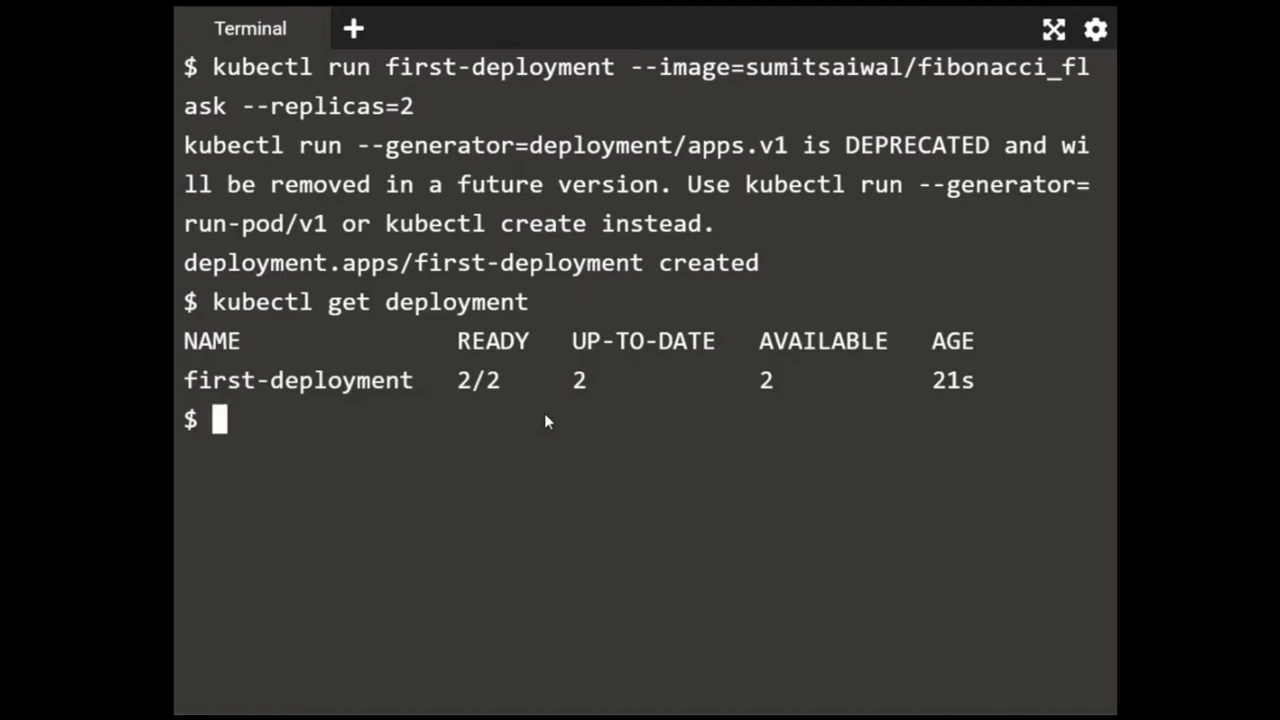 Terminal
$ kubectl run first-deployment --image=sumitsaiwal/fibonacci_fl
ask --replicas=2
kubectl run --generator=deployment/apps.v1 is DEPRECATED and wi
ll be removed in a future version. Use kubectl run --generator=
run-pod/v1 or kubectl create instead.
deployment.apps/first-deployment created
$ kubectl get deployment
NAME READY UP-TO-DATE AVAILABLE AGE
first-deployment 2/2 2 2 21s
$